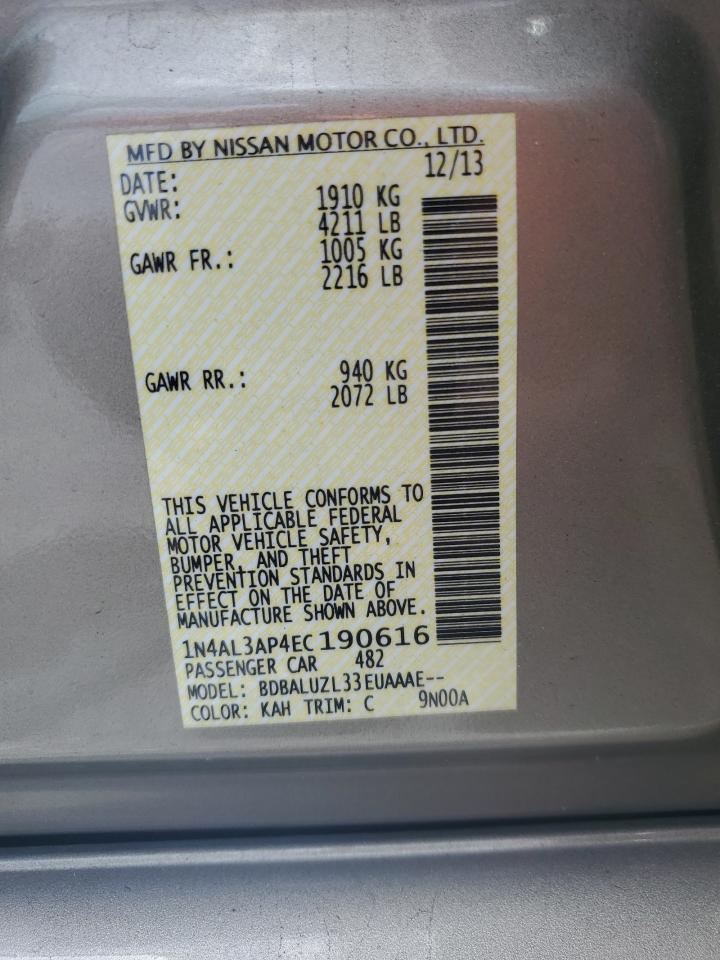 MFD BY NISSAN MOTOR CO., LTD.
DATE: 12/13
GVWR: 1910 KG
4211 LB
GAWR FR.: 1005 KG
2216 LB
GAWR RR.: 940 KG
2072 LB
THIS VEHICLE CONFORMS TO
ALL APPLICABLE FEDERAL
MOTOR VEHICLE SAFETY,
BUMPER, AND THEFT
PREVENTION STANDARDS IN
EFFECT ON THE DATE OF
MANUFACTURE SHOWN ABOVE.
1N4AL3AP4EC190616
PASSENGER CAR 482
MODEL: BDBALUZL33EUAAAE--
COLOR: KAH TRIM: C 9N00A